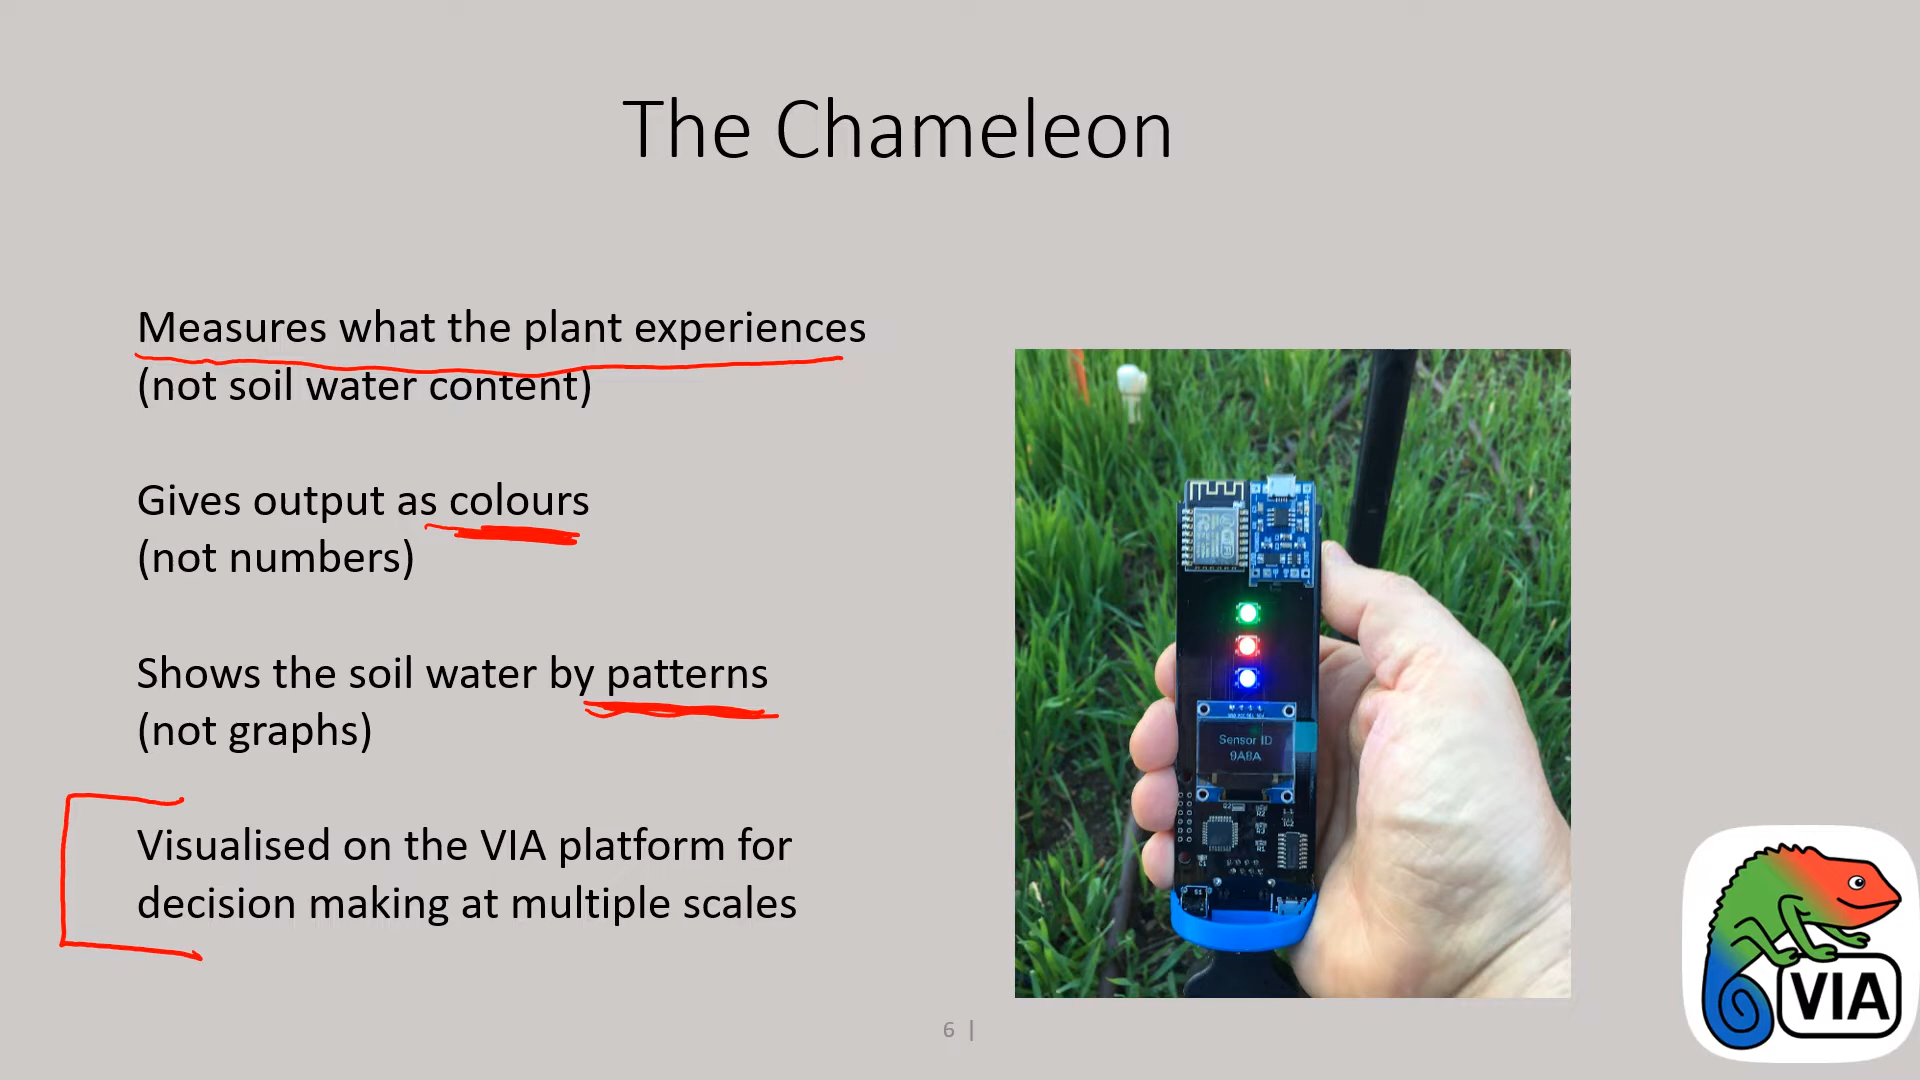 The Chameleon
Measures what the plant experiences
(not soil water content)
Gives output as colours
(not numbers)
Shows the soil water by patterns
(not graphs)
Visualised on the VIA platform for
decision making at multiple scales
Sensor ID
9A8A
VIA
6 |